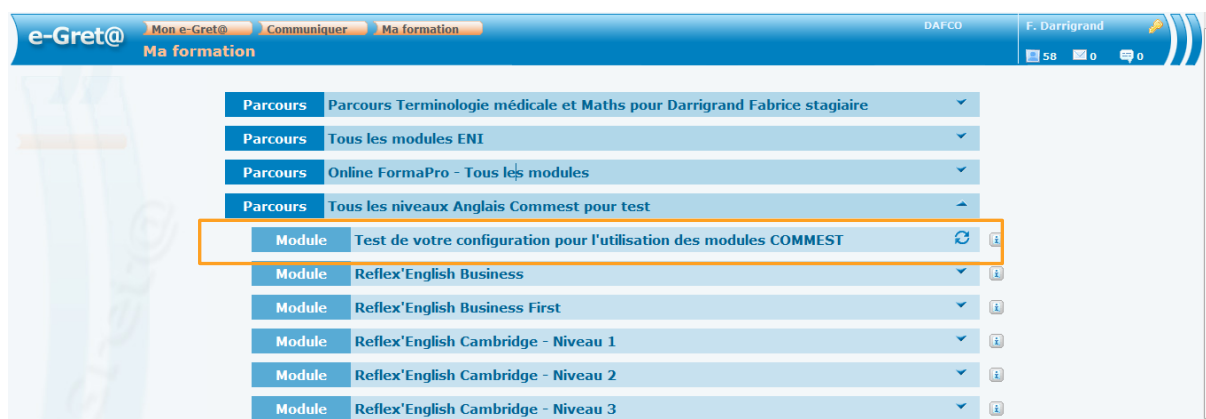 e-Gret@ Mon e-Gret@ Communiquer Ma formation DAFCO F. Darrigrand
Ma formation 58 0 0
Parcours Parcours Terminologie médicale et Maths pour Darrigrand Fabrice stagiaire
Parcours Tous les modules ENI
Parcours Online FormaPro - Tous les modules
Parcours Tous les niveaux Anglais Commest pour test
Module Test de votre configuration pour l'utilisation des modules COMMEST
Module Reflex'English Business
Module Reflex'English Business First
Module Reflex'English Cambridge - Niveau 1
Module Reflex'English Cambridge - Niveau 2
Module Reflex'English Cambridge - Niveau 3